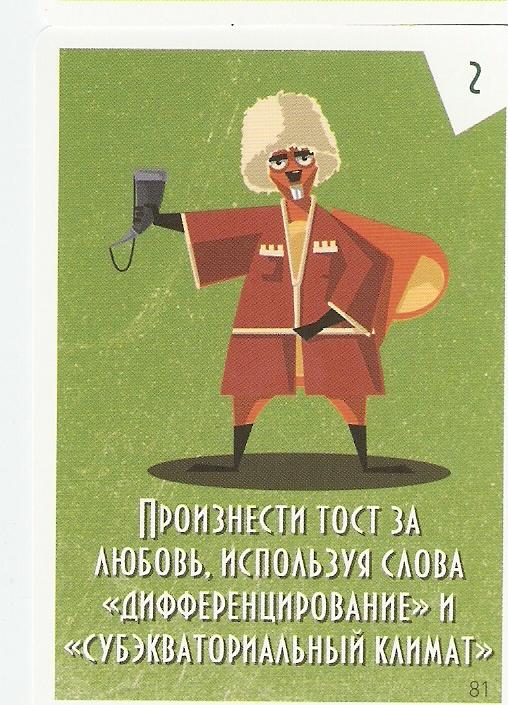 2
Произнести тост за
любовь, используя слова
«дифференцирование» и
«субэкваториальный климат»
81